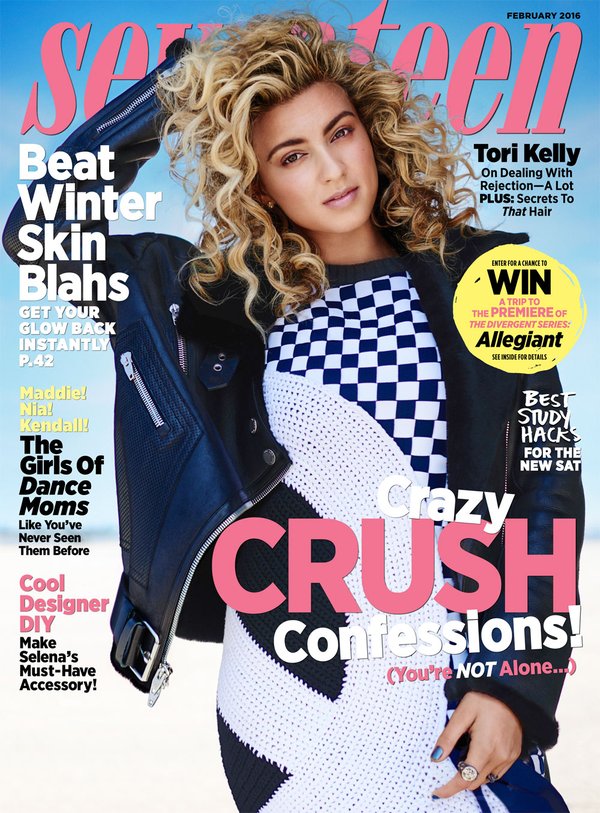 FEBRUARY 2016
seventeen
Beat
Winter
Skin
Blahs
GET YOUR
GLOW BACK
INSTANTLY
P.42
Maddie!
Nia!
Kendall!
The
Girls Of
Dance
Moms
Like You've
Never Seen
Them Before
Cool
Designer
DIY
Make
Selena's
Must-Have
Accessory!
Tori Kelly
On Dealing With
Rejection—A Lot
PLUS: Secrets To
That Hair
ENTER FOR A CHANCE TO
WIN
A TRIP TO
THE PREMIERE OF
THE DIVERGENT SERIES:
Allegiant
SEE INSIDE FOR DETAILS
BEST
STUDY
HACKS
FOR THE
NEW SAT
Crazy
CRUSH
Confessions!
(You're NOT Alone...)